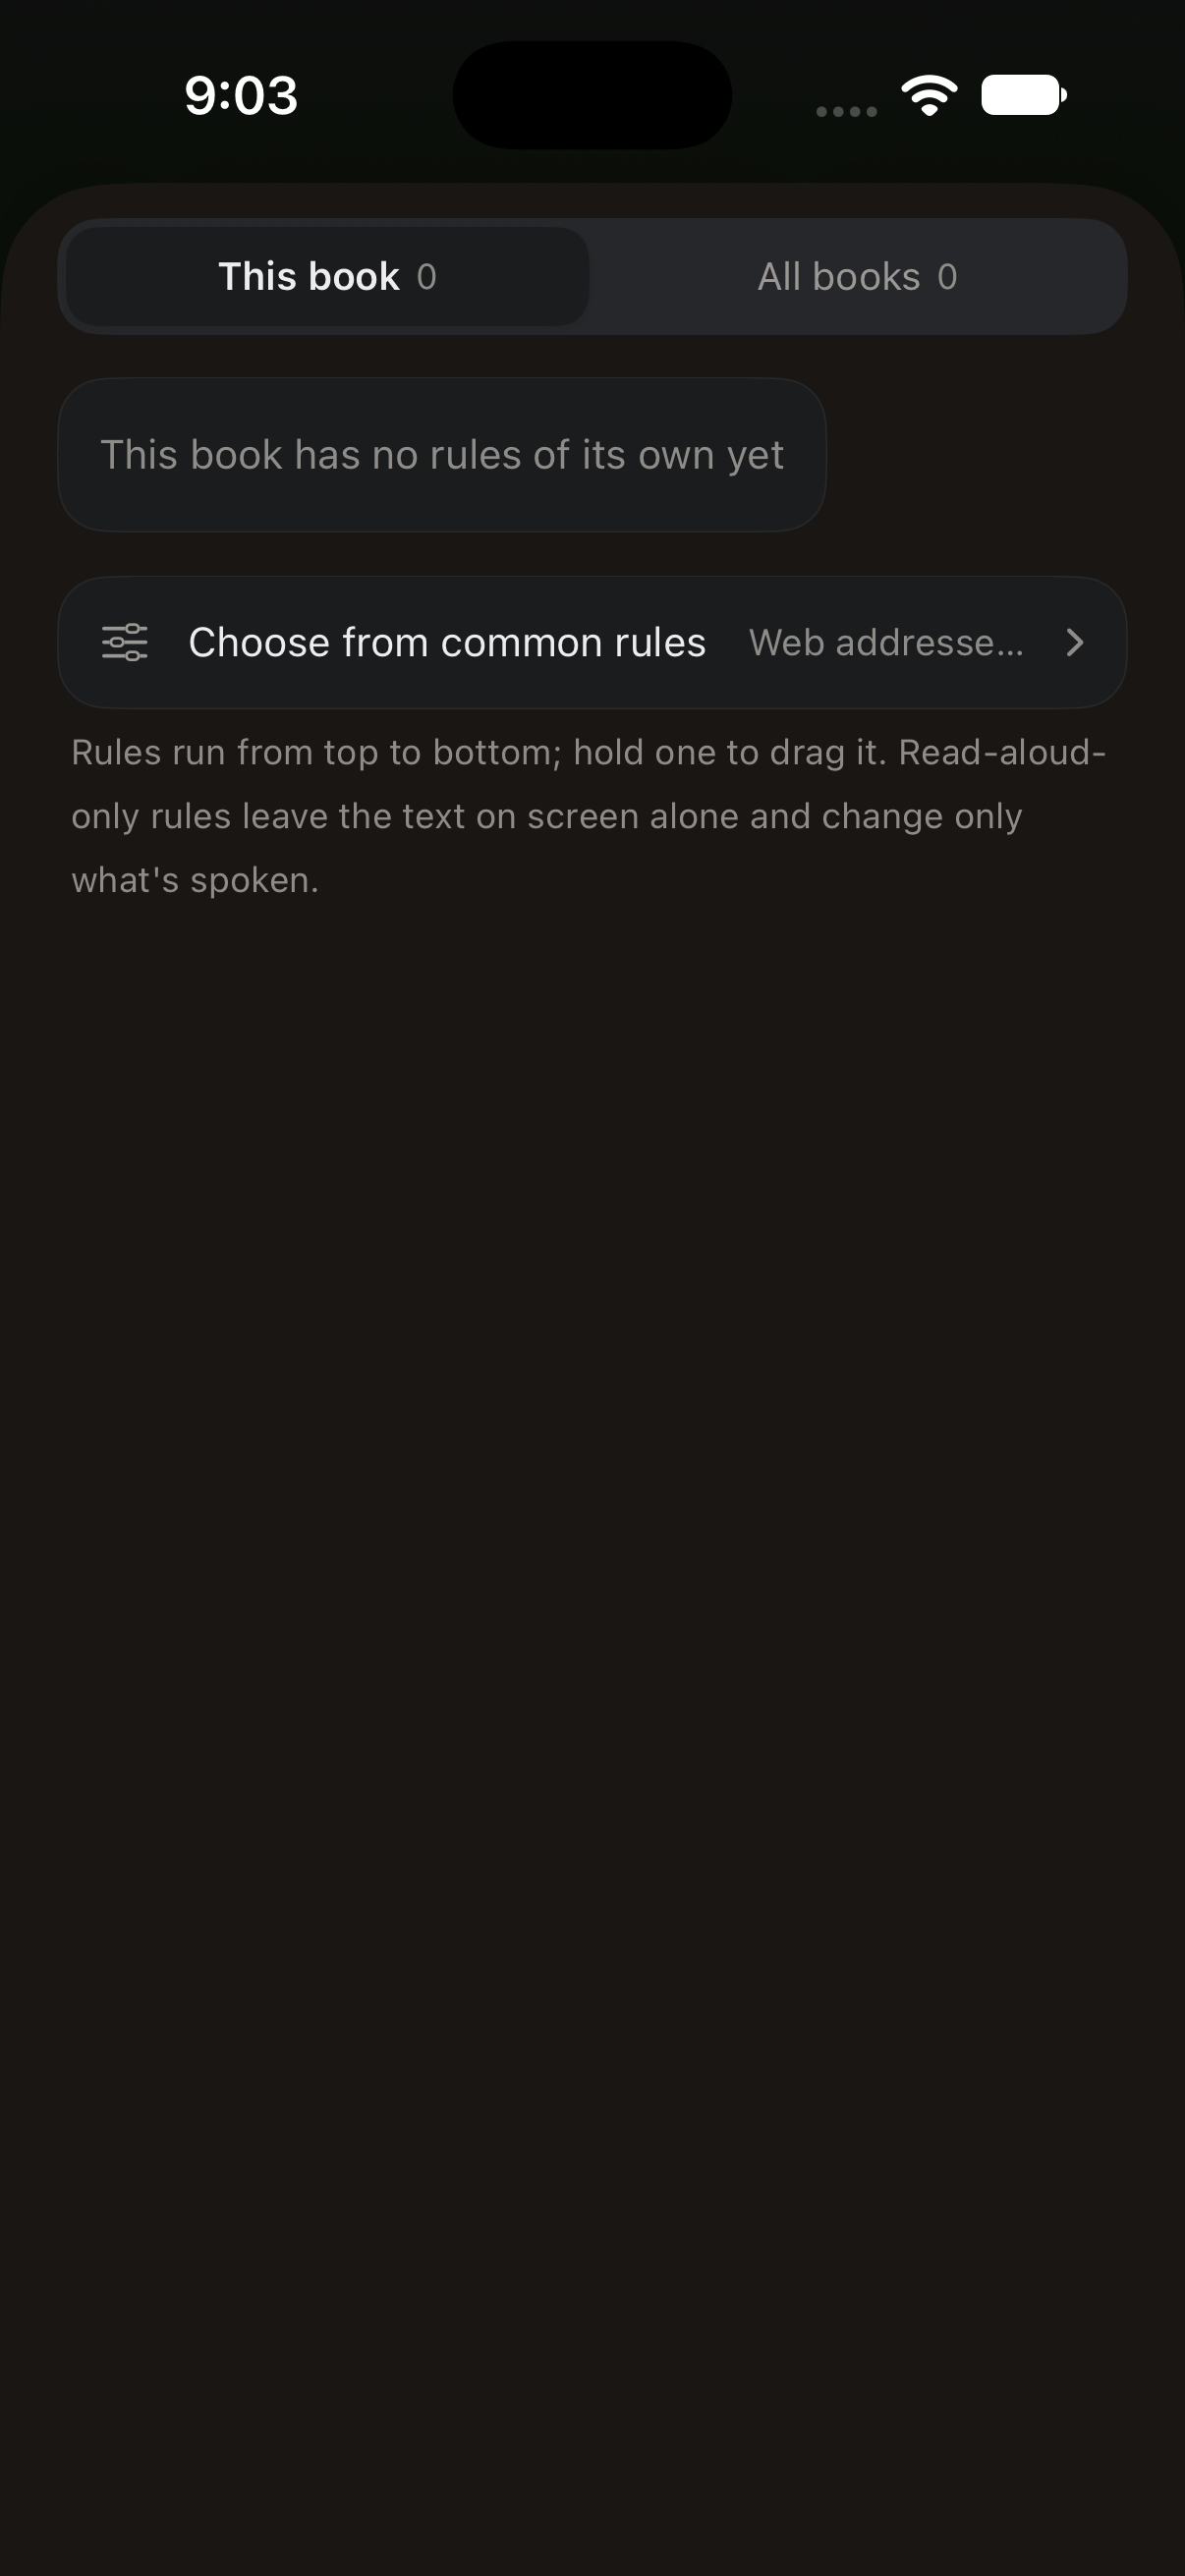 9:03
This book 0
All books 0
This book has no rules of its own yet
Choose from common rules Web addresse...
Rules run from top to bottom; hold one to drag it. Read-aloud-
only rules leave the text on screen alone and change only
what's spoken.